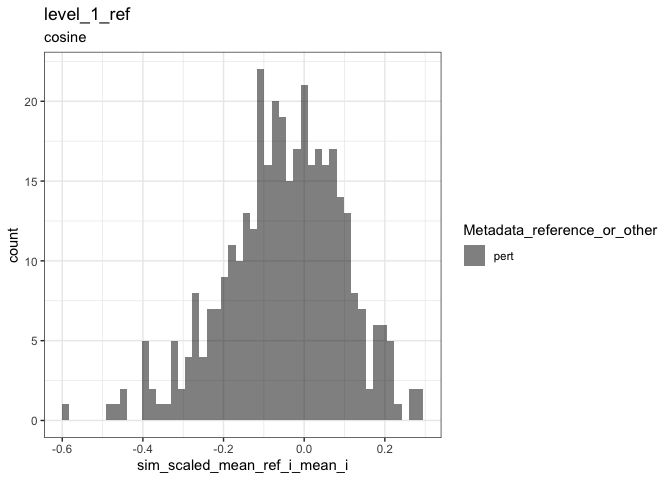 level_1_ref
cosine
20
15
10
5
0
count
-0.6
-0.4
-0.2
0.0
0.2
sim_scaled_mean_ref_i_mean_i
Metadata_reference_or_other
pert